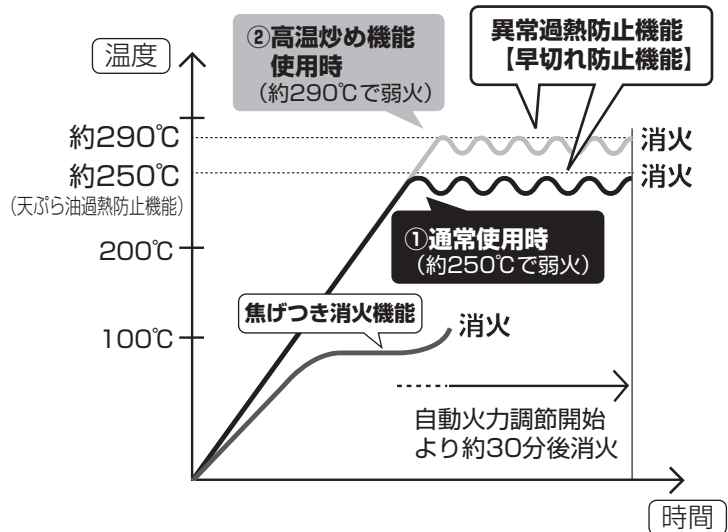 温度
②高温炒め機能
使用時
（約290℃で弱火）
異常過熱防止機能
【早切れ防止機能】
約290℃
消火
約250℃
消火
（天ぷら油過熱防止機能）
①通常使用時
（約250℃で弱火）
200℃
焦げつき消火機能
消火
100℃
自動火力調節開始
より約30分後消火
時間